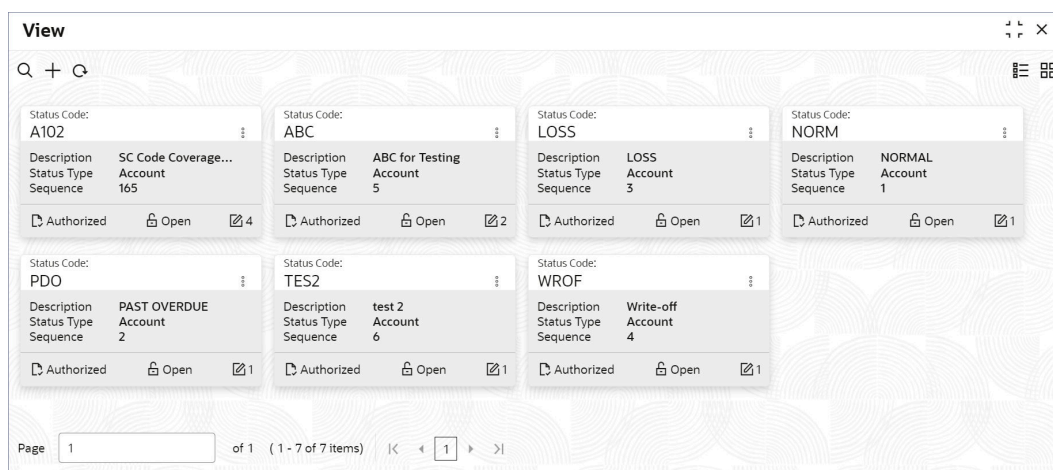 View
Status Code:
A102
Description SC Code Coverage...
Status Type Account
Sequence 165
Authorized Open 4
Status Code:
ABC
Description ABC for Testing
Status Type Account
Sequence 5
Authorized Open 2
Status Code:
LOSS
Description LOSS
Status Type Account
Sequence 3
Authorized Open 1
Status Code:
NORM
Description NORMAL
Status Type Account
Sequence 1
Authorized Open 1
Status Code:
PDO
Description PAST OVERDUE
Status Type Account
Sequence 2
Authorized Open 1
Status Code:
TES2
Description test 2
Status Type Account
Sequence 6
Authorized Open 1
Status Code:
WROF
Description Write-off
Status Type Account
Sequence 4
Authorized Open 1
Page 1 of 1 ( 1 - 7 of 7 items) 1